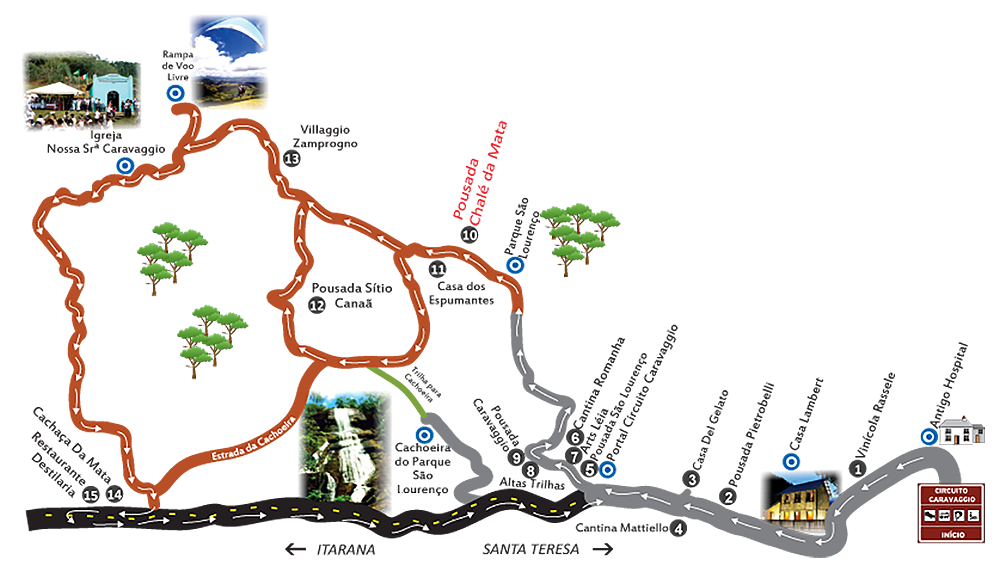 Rampa
de Voo
Livre
Igreja
Nossa Srª Caravaggio
Villaggio
Zamprogno
13
Pousada
Chalé da Mata
10
Parque São
Lourenço
11
Casa dos
Espumantes
Pousada Sítio
Canaã
12
Trilha para
Cachoeira
Estrada da Cachoeira
Cachoeira
do Parque
São
Lourenço
Cachaça Da Mata
Restaurante
Destilaria
15
14
Pousada
Caravaggio
9
8
Altas Trilhas
6
Cantina Romanha
7
Arts Léia
5
Pousada São Lourenço
Portal Circuito Caravaggio
3
Casa Del Gelato
2
Pousada Pietrobelli
Cantina Mattiello
4
Casa Lambert
1
Vinícola Rassele
Antigo Hospital
CIRCUITO
CARAVAGGIO
INÍCIO
ITARANA
SANTA TERESA